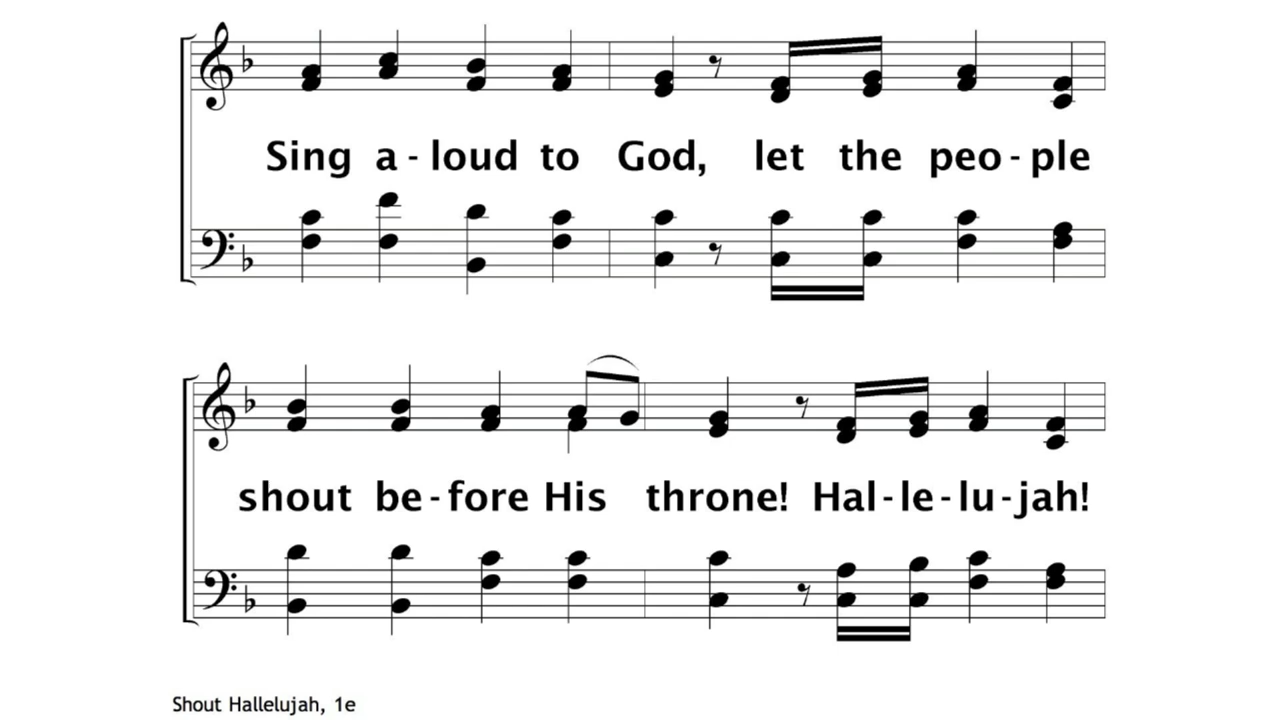 Sing a - loud to God, let the peo - ple
shout be - fore His throne! Hal - le - lu - jah!
Shout Hallelujah, 1e